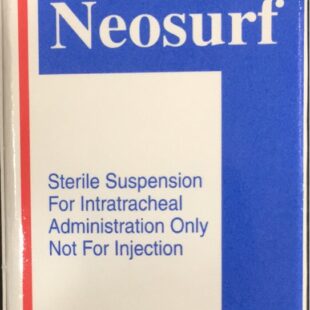 Neosurf
Sterile Suspension
For Intratracheal
Administration Only
Not For Injection